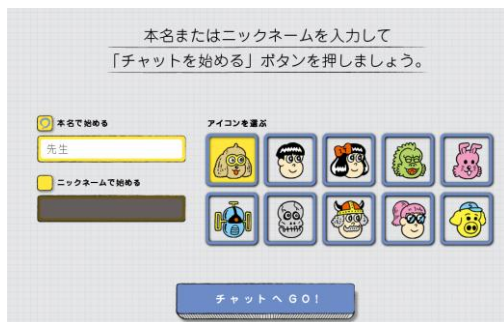 本名またはニックネームを入力して
「チャットを始める」ボタンを押しましょう。
本名で始める
先生
ニックネームで始める
アイコンを選ぶ
チャットへGO!